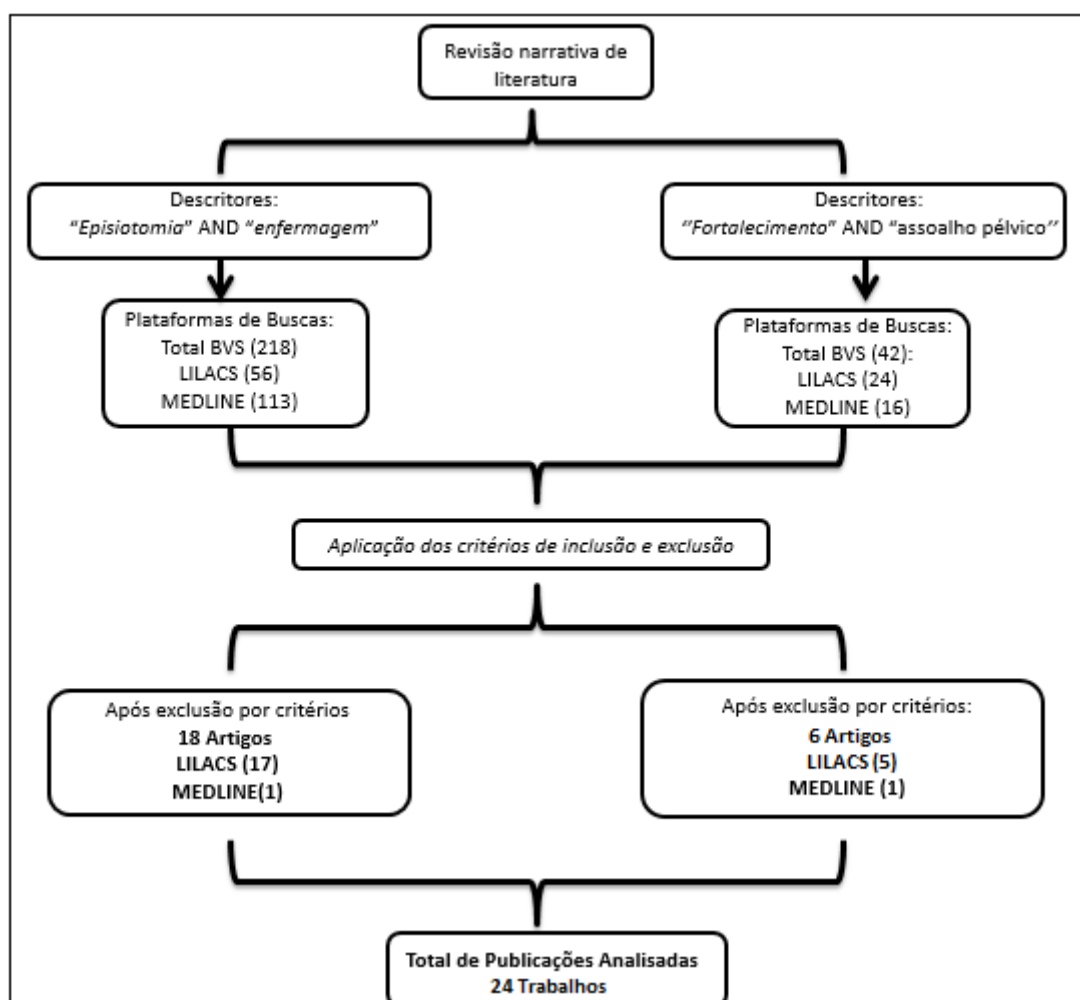 Revisão narrativa de
literatura
Descritores:
“Episiotomia” AND “enfermagem”
Descritores:
“Fortalecimento” AND “assoalho pélvico”
Plataformas de Buscas:
Total BVS (218)
LILACS (56)
MEDLINE (113)
Plataformas de Buscas:
Total BVS (42):
LILACS (24)
MEDLINE (16)
Aplicação dos critérios de inclusão e exclusão
Após exclusão por critérios
18 Artigos
LILACS (17)
MEDLINE(1)
Após exclusão por critérios:
6 Artigos
LILACS (5)
MEDLINE (1)
Total de Publicações Analisadas
24 Trabalhos